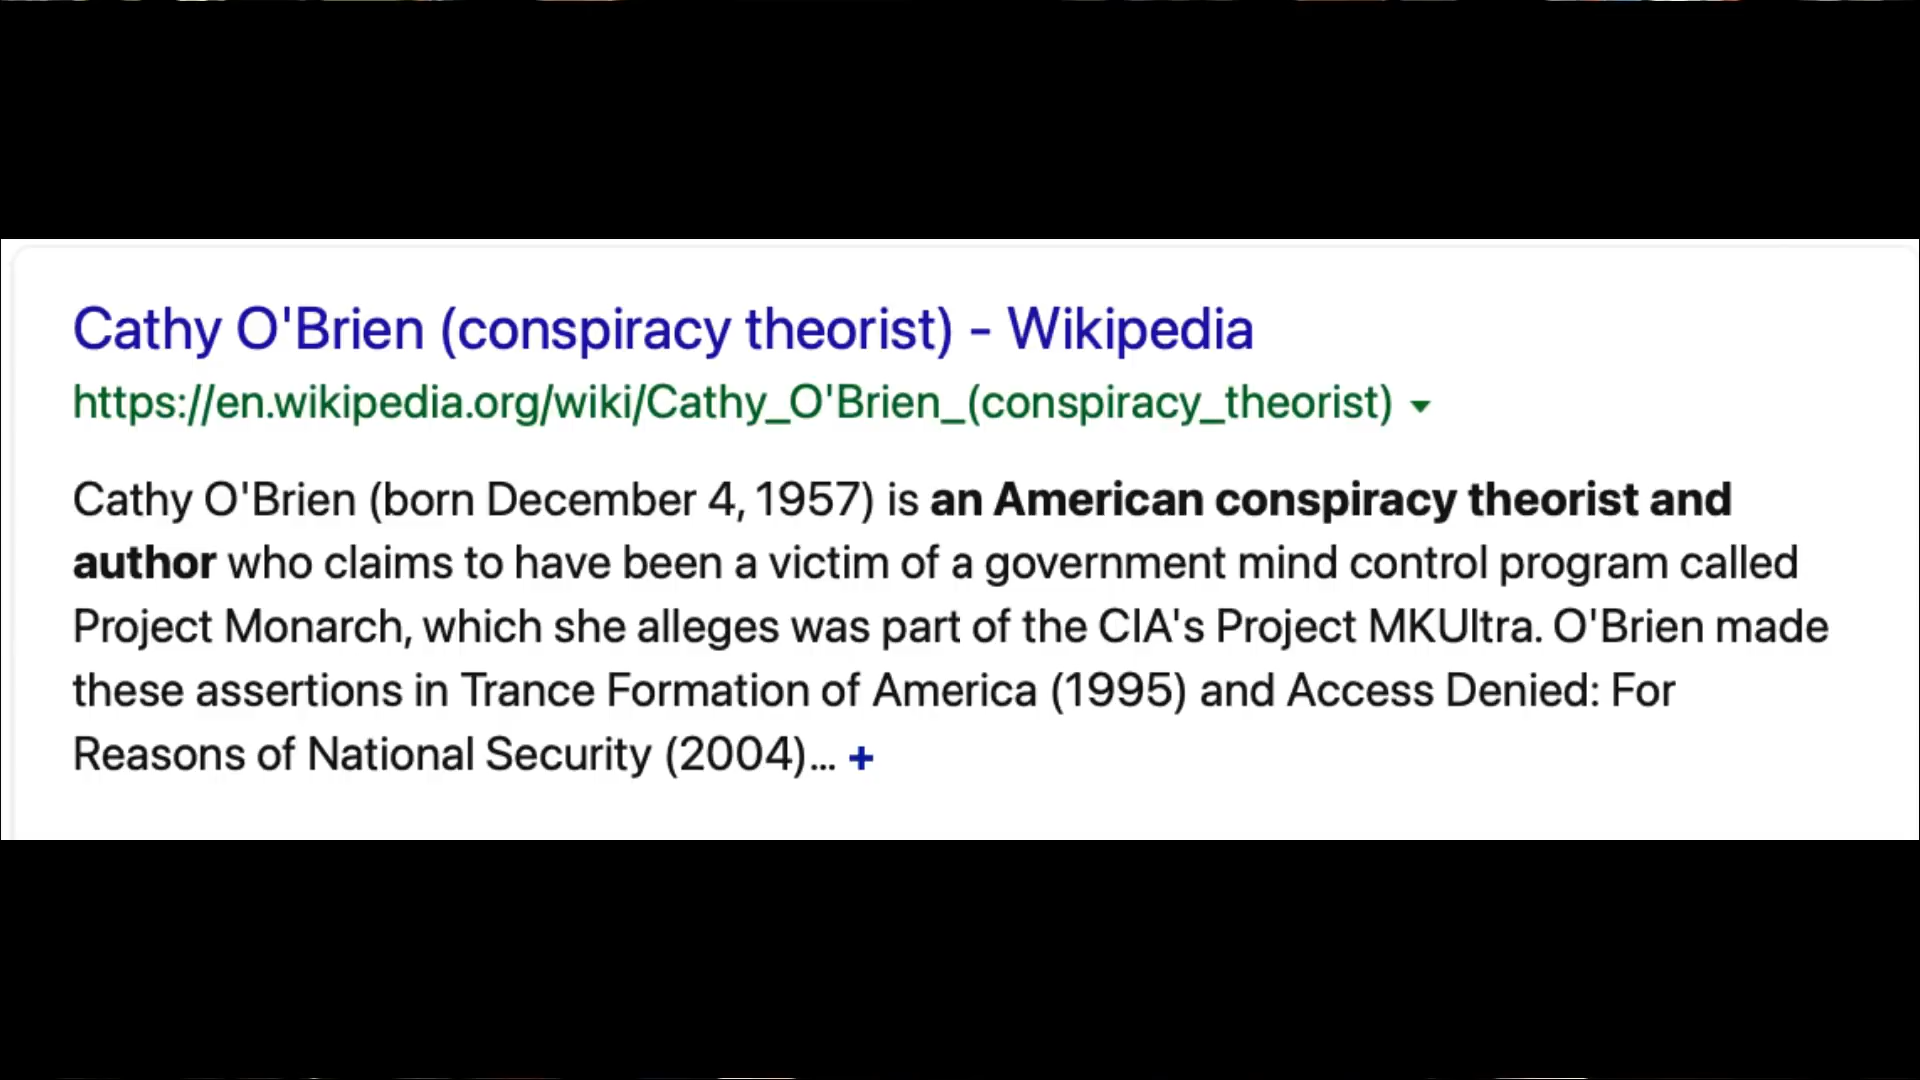 Cathy O'Brien (conspiracy theorist) - Wikipedia
https://en.wikipedia.org/wiki/Cathy_O'Brien_(conspiracy_theorist)
Cathy O'Brien (born December 4, 1957) is an American conspiracy theorist and
author who claims to have been a victim of a government mind control program called
Project Monarch, which she alleges was part of the CIA's Project MKUltra. O'Brien made
these assertions in Trance Formation of America (1995) and Access Denied: For
Reasons of National Security (2004)... +